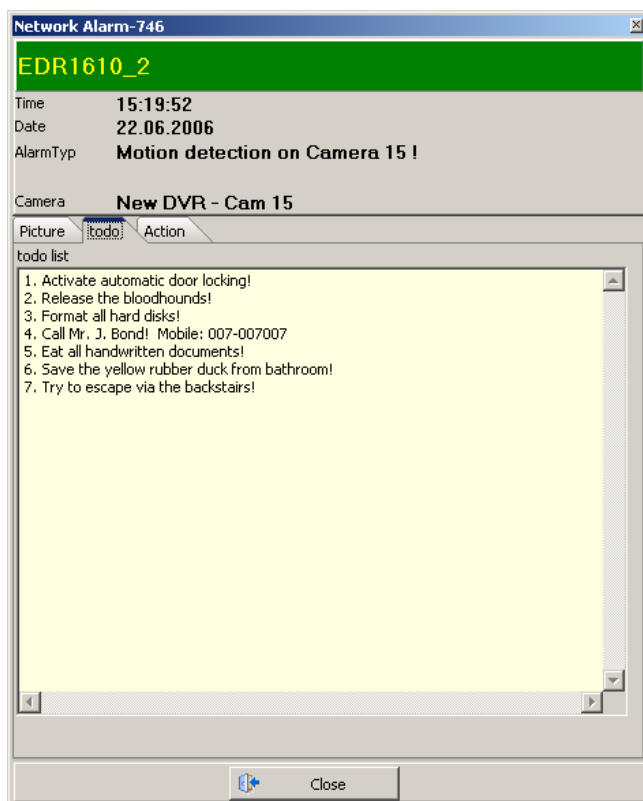 Network Alarm-746
EDR1610_2
Time 15:19:52
Date 22.06.2006
AlarmTyp Motion detection on Camera 15 !
Camera New DVR - Cam 15
Picture todo Action
todo list
1. Activate automatic door locking!
2. Release the bloodhounds!
3. Format all hard disks!
4. Call Mr. J. Bond!  Mobile: 007-007007
5. Eat all handwritten documents!
6. Save the yellow rubber duck from bathroom!
7. Try to escape via the backstairs!
Close